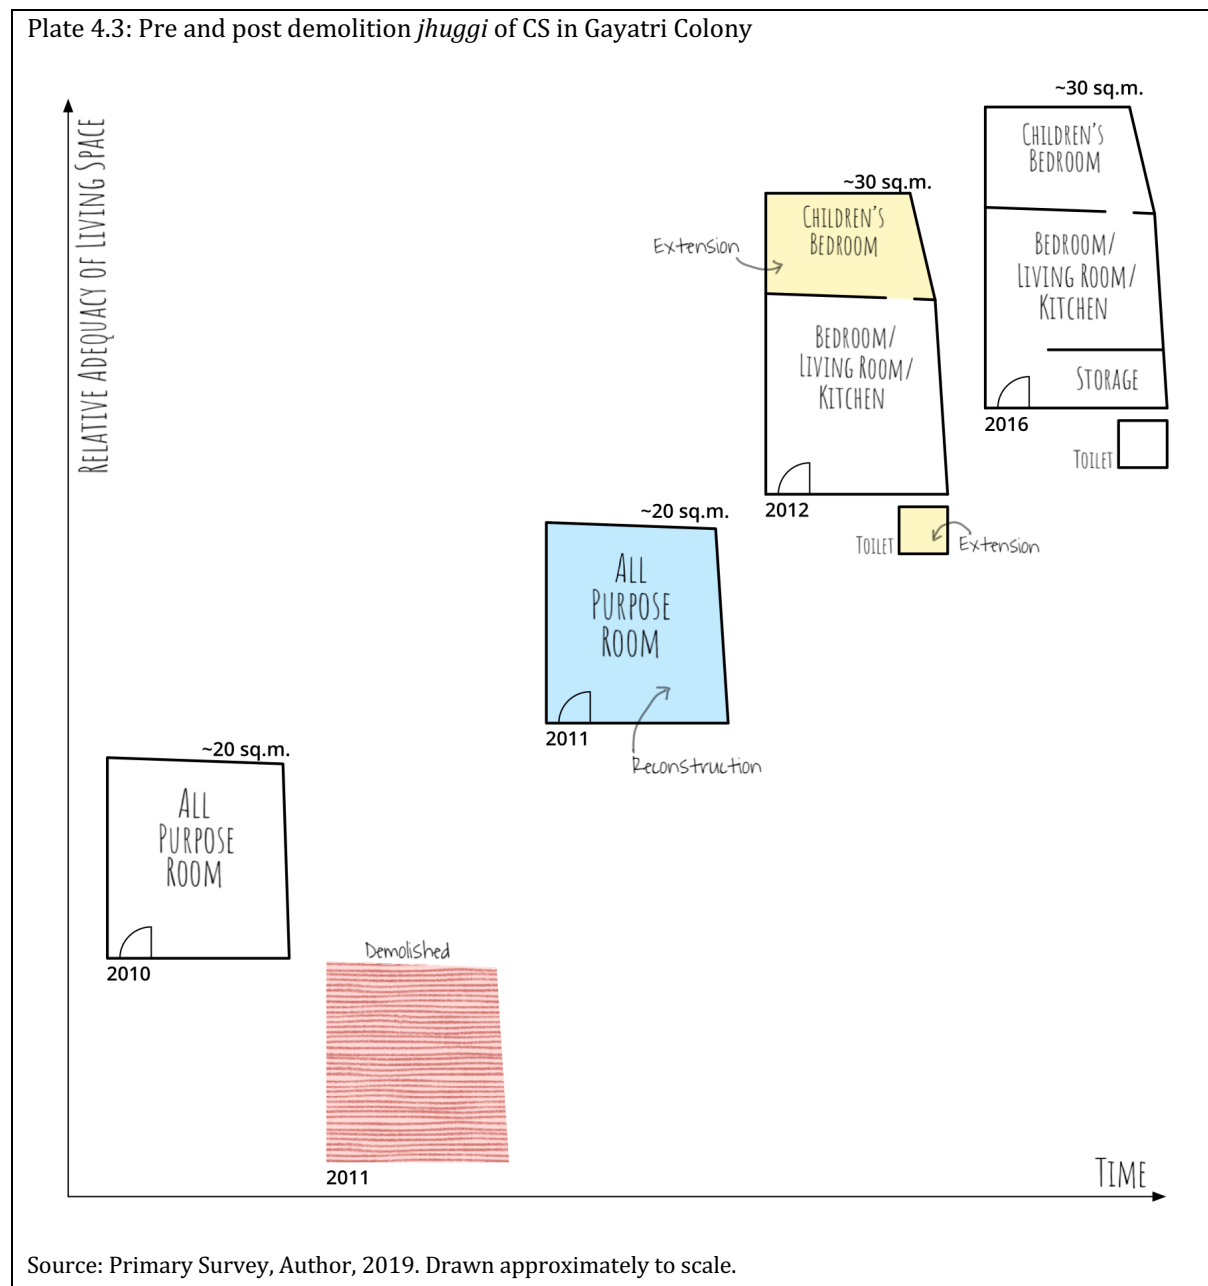 Plate 4.3: Pre and post demolition jhuggi of CS in Gayatri Colony
RELATIVE ADEQUACY OF LIVING SPACE
~30 sq.m.
CHILDREN'S
BEDROOM
BEDROOM/
LIVING ROOM/
KITCHEN
STORAGE
2016
TOILET
~30 sq.m.
CHILDREN'S
BEDROOM
Extension
BEDROOM/
LIVING ROOM/
KITCHEN
2012
TOILET
Extension
~20 sq.m.
ALL
PURPOSE
ROOM
2011
Reconstruction
~20 sq.m.
ALL
PURPOSE
ROOM
2010
Demolished
2011
TIME
Source: Primary Survey, Author, 2019. Drawn approximately to scale.